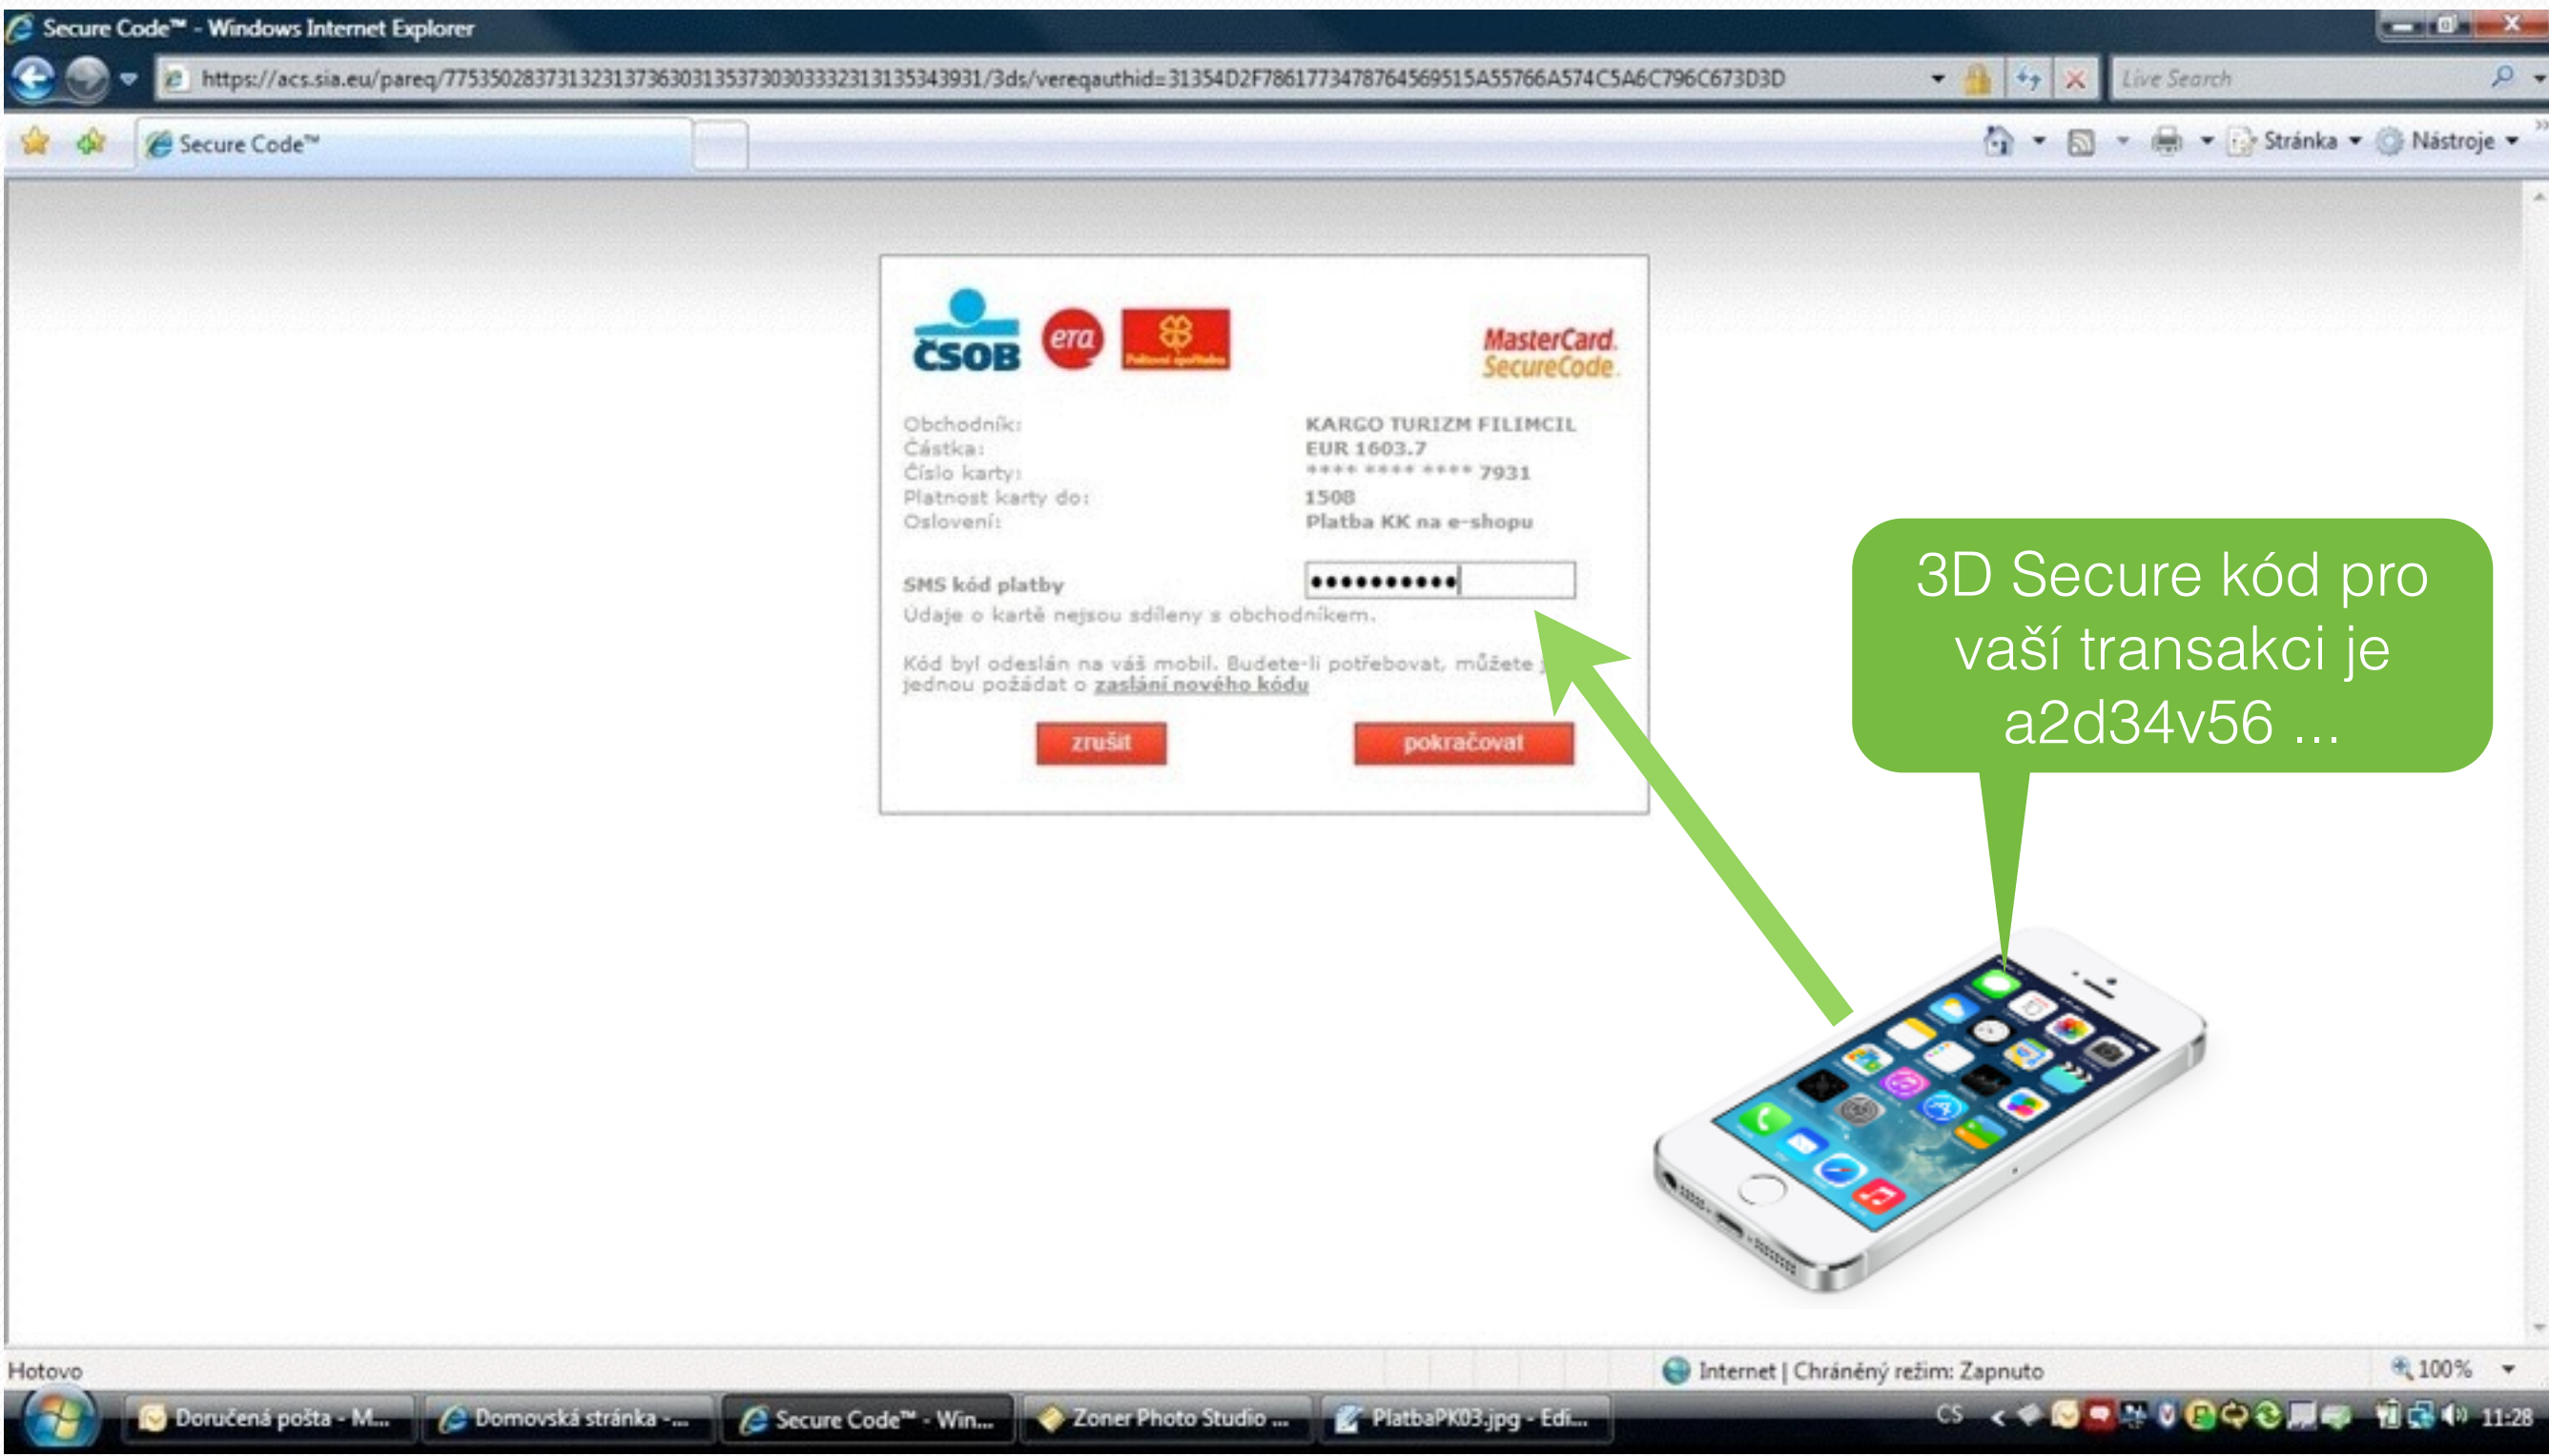 Secure Code™ - Windows Internet Explorer
https://acs.sia.eu/pareq/775350283731323137363031353730303332313135343931/3ds/vereqauthid=31354D2F7861773478764569515A55766A574C5A6C796C673D3D
Live Search
Secure Code™
Stránka
Nástroje
ČSOB
era
Poštovní spořitelna
MasterCard.
SecureCode.
Obchodník: KARGO TURIZM FILIMCIL
Částka: EUR 1603.7
Číslo karty: **** **** **** 7931
Platnost karty do: 1508
Oslovení: Platba KK na e-shopu
SMS kód platby ••••••••••
Údaje o kartě nejsou sdíleny s obchodníkem.
Kód byl odeslán na váš mobil. Budete-li potřebovat, můžete j
jednou požádat o zaslání nového kódu
zrušit
pokračovat
3D Secure kód pro
vaší transakci je
a2d34v56 ...
Hotovo
Internet | Chráněný režim: Zapnuto
100%
Doručená pošta - M...
Domovská stránka -...
Secure Code™ - Win...
Zoner Photo Studio ...
PlatbaPK03.jpg - Edi...
CS
11:28